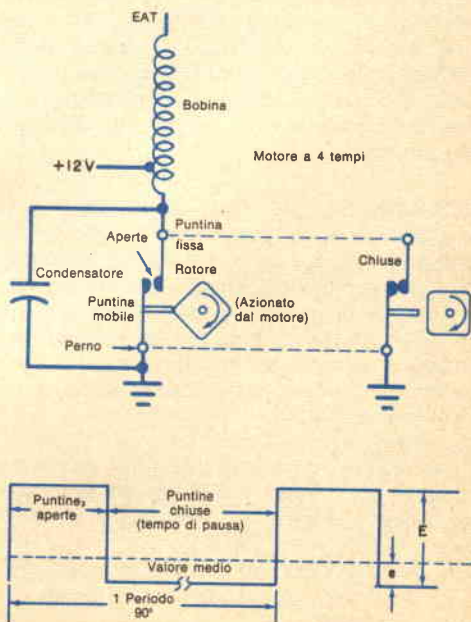 EAT
Bobina
+12V
Motore a 4 tempi
Puntina
fissa
Aperte
Chiuse
Condensatore
Rotore
Puntina
mobile
(Azionato
dal motore)
Perno
Puntine
aperte
Puntine
chiuse
(tempo di pausa)
E
Valore medio
e
1 Periodo
90°